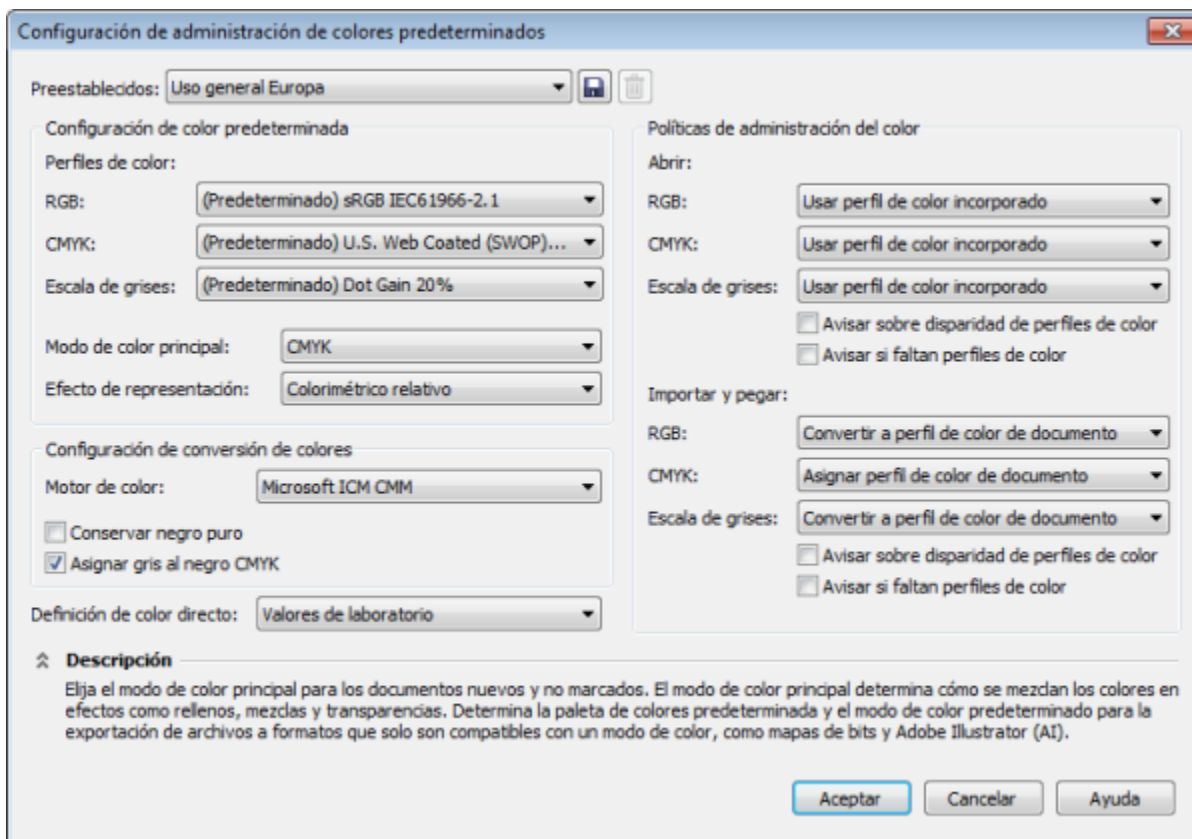 Configuración de administración de colores predeterminados
Preestablecidos: Uso general Europa
Configuración de color predeterminada
Perfiles de color:
RGB: (Predeterminado) sRGB IEC61966-2.1
CMYK: (Predeterminado) U.S. Web Coated (SWOP)...
Escala de grises: (Predeterminado) Dot Gain 20%
Modo de color principal: CMYK
Efecto de representación: Colorimétrico relativo
Configuración de conversión de colores
Motor de color: Microsoft ICM CMM
Conservar negro puro
Asignar gris al negro CMYK
Definición de color directo: Valores de laboratorio
Políticas de administración del color
Abrir:
RGB: Usar perfil de color incorporado
CMYK: Usar perfil de color incorporado
Escala de grises: Usar perfil de color incorporado
Avisar sobre disparidad de perfiles de color
Avisar si faltan perfiles de color
Importar y pegar:
RGB: Convertir a perfil de color de documento
CMYK: Asignar perfil de color de documento
Escala de grises: Convertir a perfil de color de documento
Avisar sobre disparidad de perfiles de color
Avisar si faltan perfiles de color
Descripción
Elija el modo de color principal para los documentos nuevos y no marcados. El modo de color principal determina cómo se mezclan los colores en
efectos como rellenos, mezclas y transparencias. Determina la paleta de colores predeterminada y el modo de color predeterminado para la
exportación de archivos a formatos que solo son compatibles con un modo de color, como mapas de bits y Adobe Illustrator (AI).
Aceptar Cancelar Ayuda